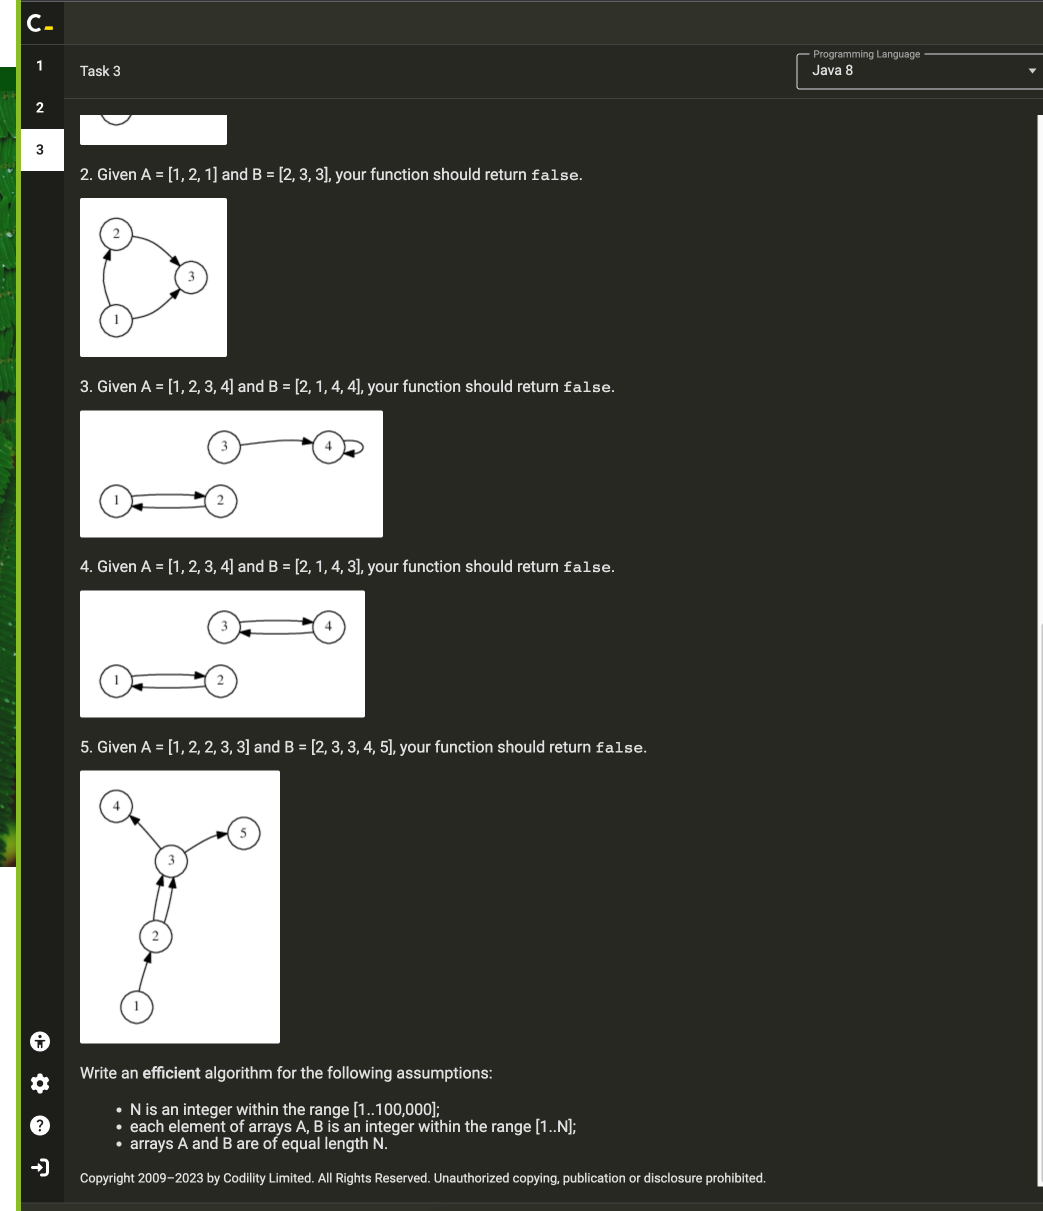 C_
Programming Language
1
Task 3
Java 8
2
3
2. Given A = [1, 2, 1] and B = [2, 3, 3], your function should return false.
2
3
1
3. Given A = [1, 2, 3, 4] and B = [2, 1, 4, 4], your function should return false.
3 4
1 2
4. Given A = [1, 2, 3, 4] and B = [2, 1, 4, 3], your function should return false.
3 4
1 2
5. Given A = [1, 2, 2, 3, 3] and B = [2, 3, 3, 4, 5], your function should return false.
4
5
3
2
1
Write an efficient algorithm for the following assumptions:
• N is an integer within the range [1..100,000];
• each element of arrays A, B is an integer within the range [1..N];
• arrays A and B are of equal length N.
?
Copyright 2009–2023 by Codility Limited. All Rights Reserved. Unauthorized copying, publication or disclosure prohibited.